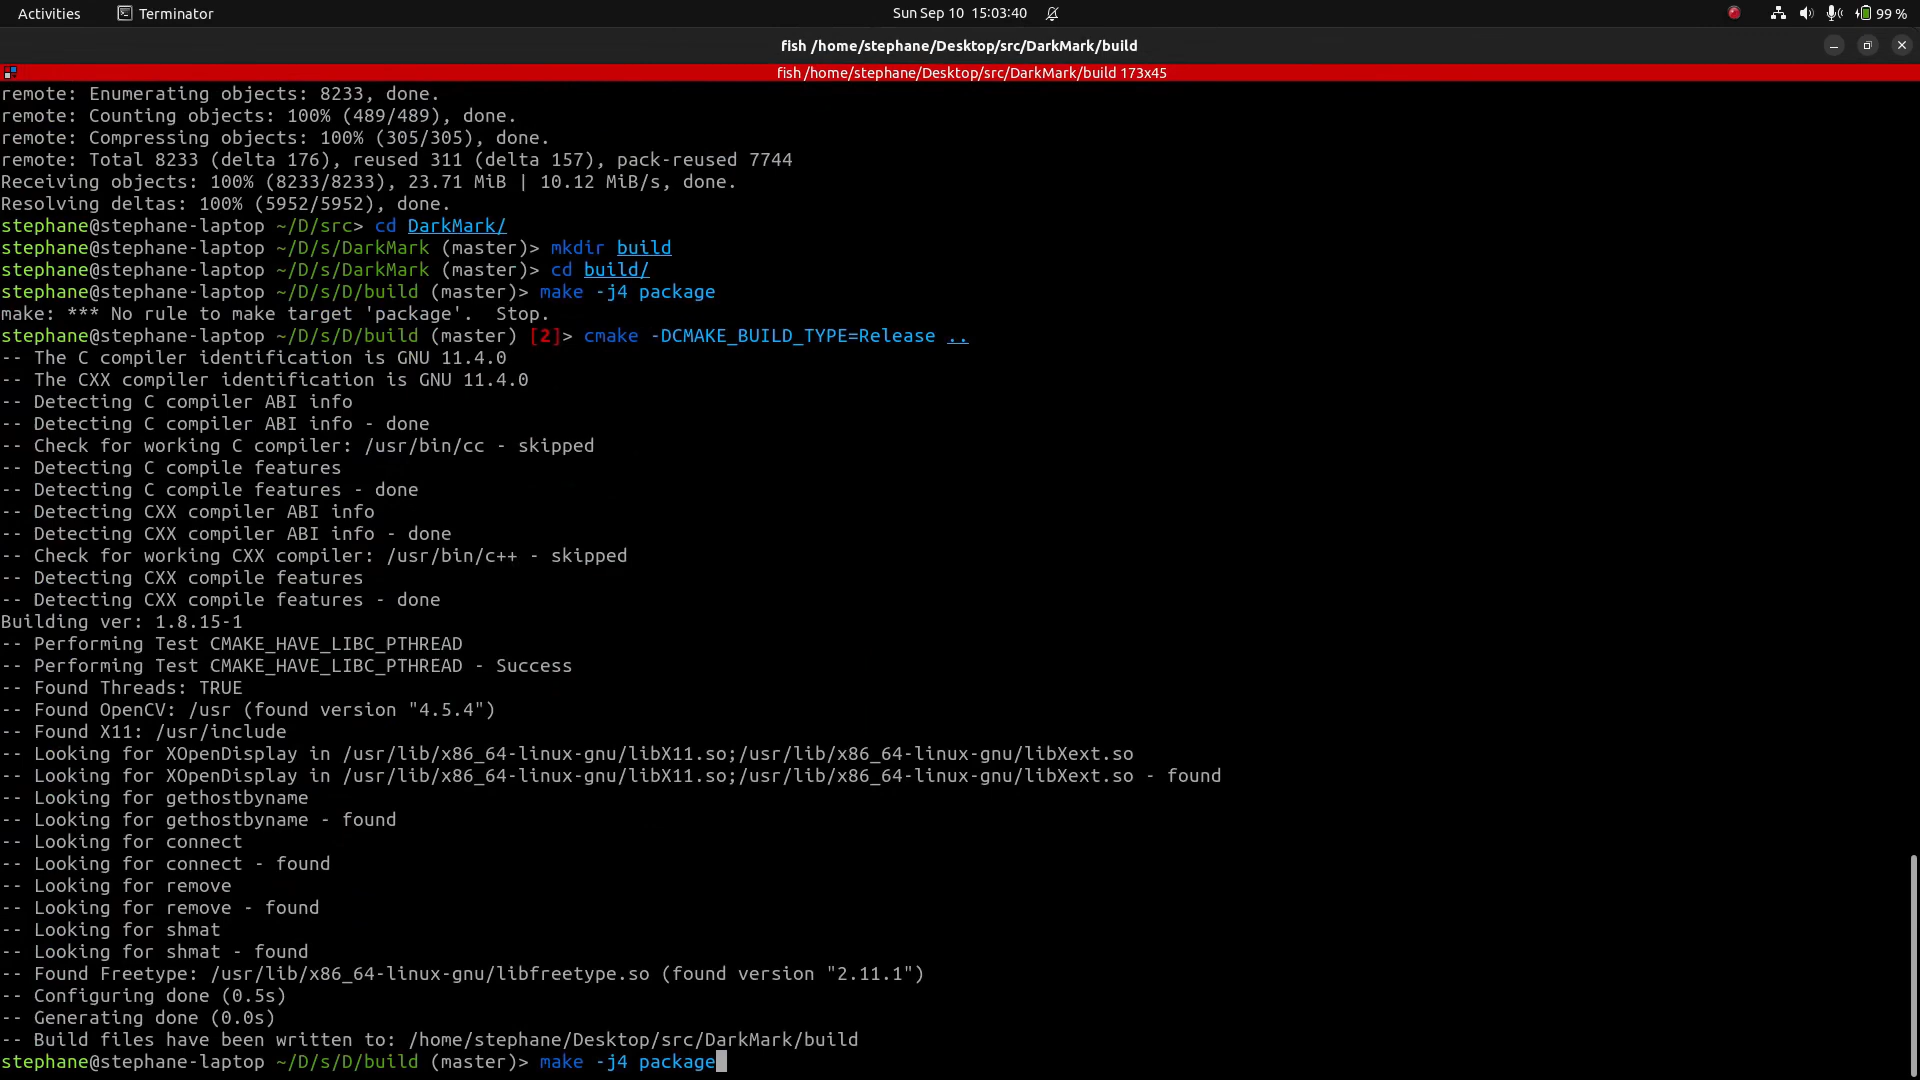 Activities Terminator Sun Sep 10 15:03:40 99 %
fish /home/stephane/Desktop/src/DarkMark/build
fish /home/stephane/Desktop/src/DarkMark/build 173x45
remote: Enumerating objects: 8233, done.
remote: Counting objects: 100% (489/489), done.
remote: Compressing objects: 100% (305/305), done.
remote: Total 8233 (delta 176), reused 311 (delta 157), pack-reused 7744
Receiving objects: 100% (8233/8233), 23.71 MiB | 10.12 MiB/s, done.
Resolving deltas: 100% (5952/5952), done.
stephane@stephane-laptop ~/D/src> cd DarkMark/
stephane@stephane-laptop ~/D/s/DarkMark (master)> mkdir build
stephane@stephane-laptop ~/D/s/DarkMark (master)> cd build/
stephane@stephane-laptop ~/D/s/D/build (master)> make -j4 package
make: *** No rule to make target 'package'.  Stop.
stephane@stephane-laptop ~/D/s/D/build (master) [2]> cmake -DCMAKE_BUILD_TYPE=Release ..
-- The C compiler identification is GNU 11.4.0
-- The CXX compiler identification is GNU 11.4.0
-- Detecting C compiler ABI info
-- Detecting C compiler ABI info - done
-- Check for working C compiler: /usr/bin/cc - skipped
-- Detecting C compile features
-- Detecting C compile features - done
-- Detecting CXX compiler ABI info
-- Detecting CXX compiler ABI info - done
-- Check for working CXX compiler: /usr/bin/c++ - skipped
-- Detecting CXX compile features
-- Detecting CXX compile features - done
Building ver: 1.8.15-1
-- Performing Test CMAKE_HAVE_LIBC_PTHREAD
-- Performing Test CMAKE_HAVE_LIBC_PTHREAD - Success
-- Found Threads: TRUE
-- Found OpenCV: /usr (found version "4.5.4")
-- Found X11: /usr/include
-- Looking for XOpenDisplay in /usr/lib/x86_64-linux-gnu/libX11.so;/usr/lib/x86_64-linux-gnu/libXext.so
-- Looking for XOpenDisplay in /usr/lib/x86_64-linux-gnu/libX11.so;/usr/lib/x86_64-linux-gnu/libXext.so - found
-- Looking for gethostbyname
-- Looking for gethostbyname - found
-- Looking for connect
-- Looking for connect - found
-- Looking for remove
-- Looking for remove - found
-- Looking for shmat
-- Looking for shmat - found
-- Found Freetype: /usr/lib/x86_64-linux-gnu/libfreetype.so (found version "2.11.1")
-- Configuring done (0.5s)
-- Generating done (0.0s)
-- Build files have been written to: /home/stephane/Desktop/src/DarkMark/build
stephane@stephane-laptop ~/D/s/D/build (master)> make -j4 package